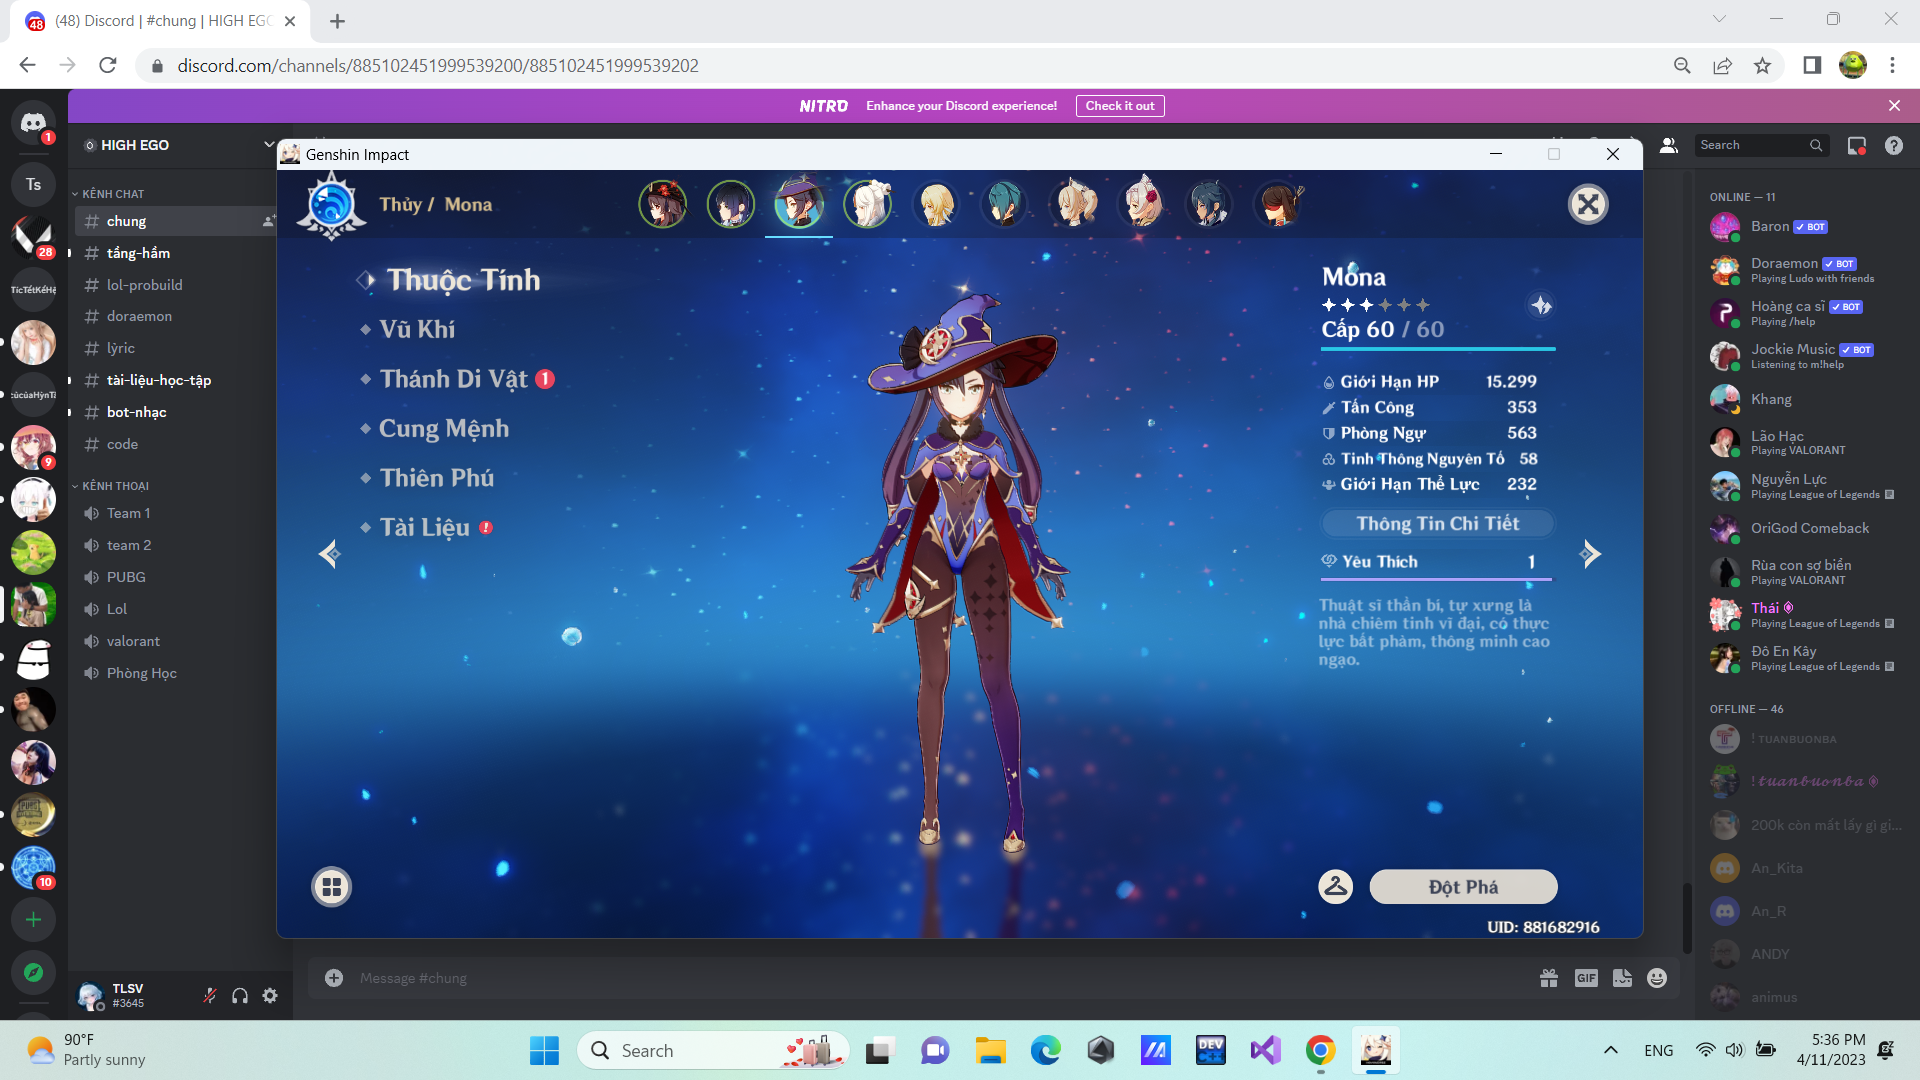 (48) Discord | #chung | HIGH EGO
discord.com/channels/885102451999539200/885102451999539202
NITRO Enhance your Discord experience! Check it out
1
Ts
28
TícTếtKếHệ
9
10
HIGH EGO
KÊNH CHAT
chung
tầng-hầm
lol-probuild
doraemon
lỳric
tài-liệu-học-tập
bot-nhạc
code
KÊNH THOẠI
Team 1
team 2
PUBG
Lol
valorant
Phòng Học
TLSV
#3645
Genshin Impact
Thủy / Mona
Thuộc Tính
Vũ Khí
Thánh Di Vật 1
Cung Mệnh
Thiên Phú
Tài Liệu !
Mona
Cấp 60 / 60
Giới Hạn HP 15.299
Tấn Công 353
Phòng Ngự 563
Tinh Thông Nguyên Tố 58
Giới Hạn Thể Lực 232
Thông Tin Chi Tiết
Yêu Thích 1
Thuật sĩ thần bí, tự xưng là
nhà chiêm tinh vĩ đại, có thực
lực bất phàm, thông minh cao
ngạo.
Đột Phá
UID: 881682916
Message #chung
GIF
Search
ONLINE — 11
Baron BOT
Doraemon BOT
Playing Ludo with friends
Hoàng ca sĩ BOT
Playing /help
Jockie Music BOT
Listening to m!help
Khang
Lão Hạc
Playing VALORANT
Nguyễn Lực
Playing League of Legends
OriGod Comeback
Rùa con sợ biển
Playing VALORANT
Thái
Playing League of Legends
Đô En Kây
Playing League of Legends
OFFLINE — 46
! TUANBUONBA
! tuanbuonba
200k còn mất lấy gì gi...
An_Kita
An_R
ANDY
animus
90°F
Partly sunny
Search
DEV
C++
ENG
5:36 PM
4/11/2023